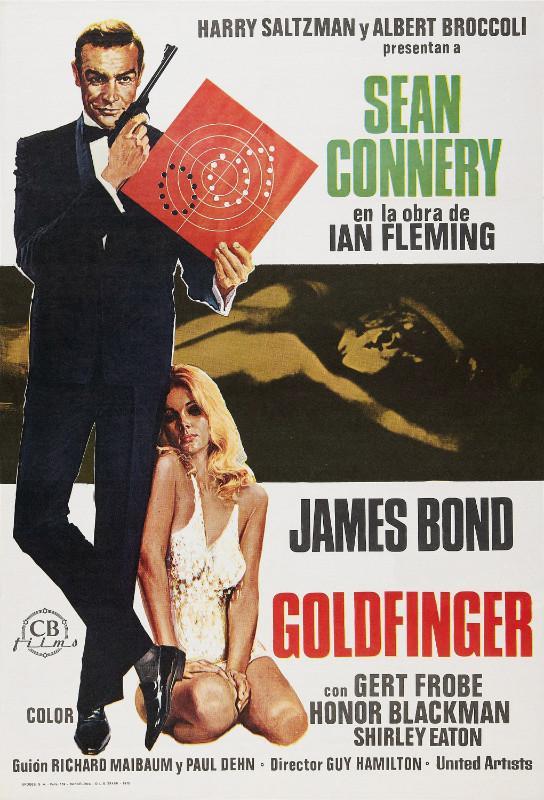 HARRY SALTZMAN y ALBERT BROCCOLI
presentan a
SEAN
CONNERY
en la obra de
IAN FLEMING
JAMES BOND
GOLDFINGER
con GERT FROBE
HONOR BLACKMAN
SHIRLEY EATON
CB
films
COLOR
Guión RICHARD MAIBAUM y PAUL DEHN • Director GUY HAMILTON • United Artists